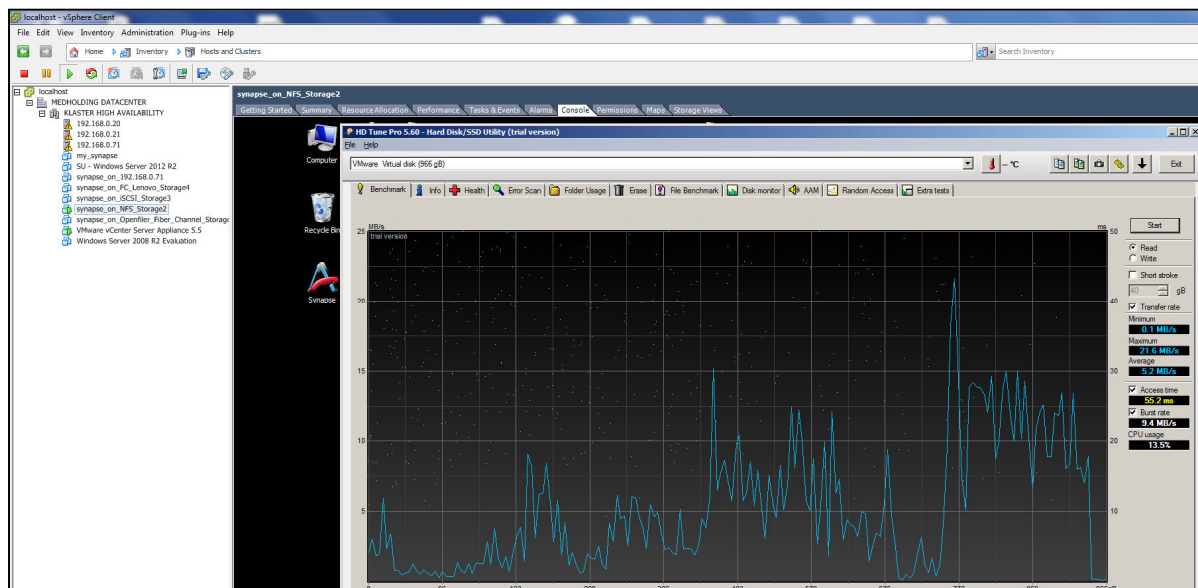 localhost - vSphere Client
File Edit View Inventory Administration Plug-ins Help
Home Inventory Hosts and Clusters
Search Inventory
localhost
MEDHOLDING DATACENTER
KLASTER HIGH AVAILABILITY
192.168.0.20
192.168.0.21
192.168.0.71
my_synapse
SU - Windows Server 2012 R2
synapse_on_192.168.0.71
synapse_on_FC_Lenovo_Storage4
synapse_on_iSCSI_Storage3
synapse_on_NFS_Storage2
synapse_on_Openfiler_Fiber_Channel_Storage
VMware vCenter Server Appliance 5.5
Windows Server 2008 R2 Evaluation
synapse_on_NFS_Storage2
Getting Started Summary Resource Allocation Performance Tasks & Events Alarms Console Permissions Maps Storage Views
Computer
Recycle Bin
Synapse
HD Tune Pro 5.60 - Hard Disk/SSD Utility (trial version)
File Help
VMware Virtual disk (966 gB)
– °C
Exit
Benchmark Info Health Error Scan Folder Usage Erase File Benchmark Disk monitor AAM Random Access Extra tests
25 MB/s
trial version
ms 50
20 40
15 30
10 20
5 10
Start
Read
Write
Short stroke
40 gB
Transfer rate
Minimum
0.1 MB/s
Maximum
21.6 MB/s
Average
5.2 MB/s
Access time
55.2 ms
Burst rate
9.4 MB/s
CPU usage
13.5%